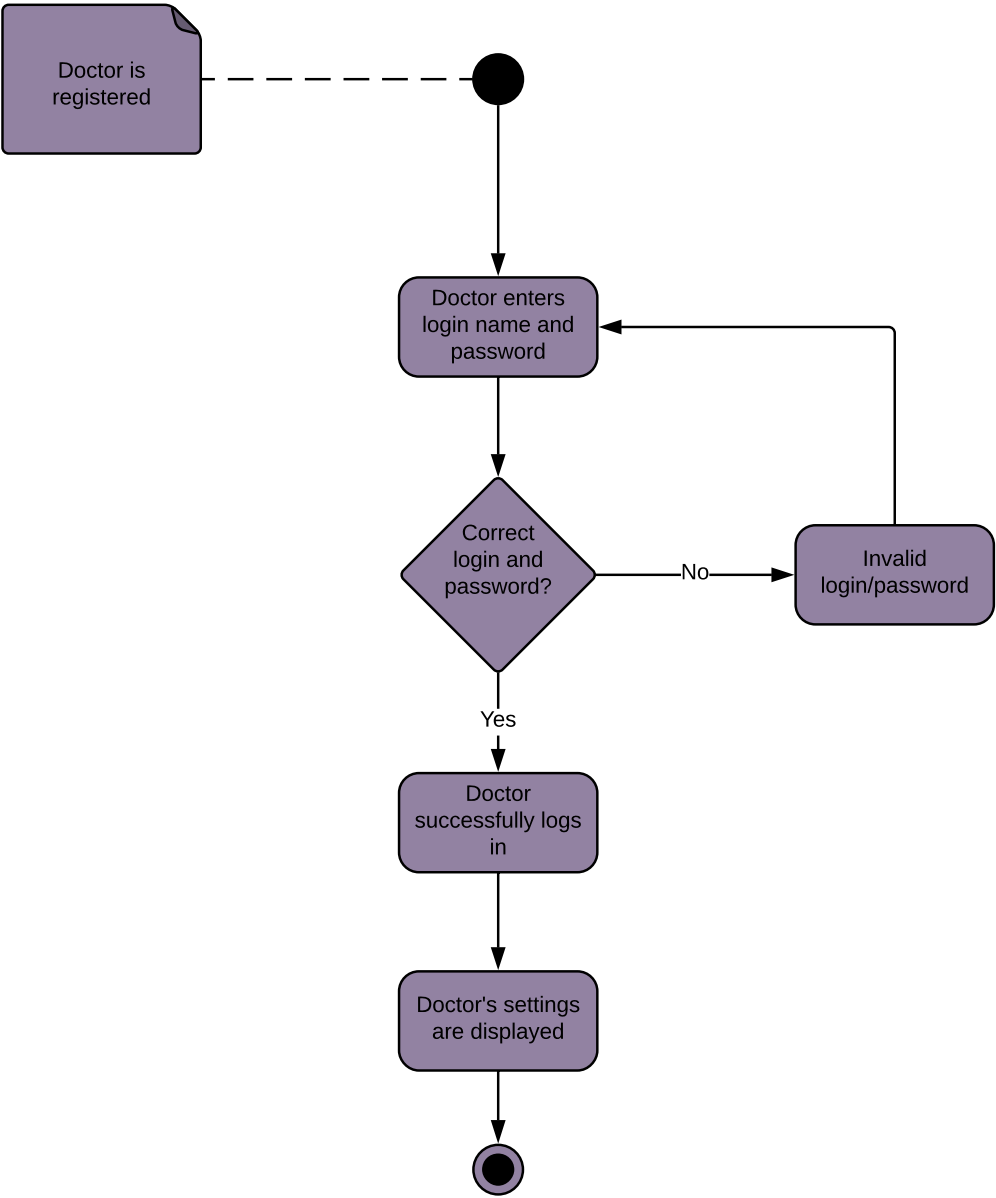 Doctor is
registered
Doctor enters
login name and
password
Correct
login and
password?
No
Invalid
login/password
Yes
Doctor
successfully logs
in
Doctor's settings
are displayed